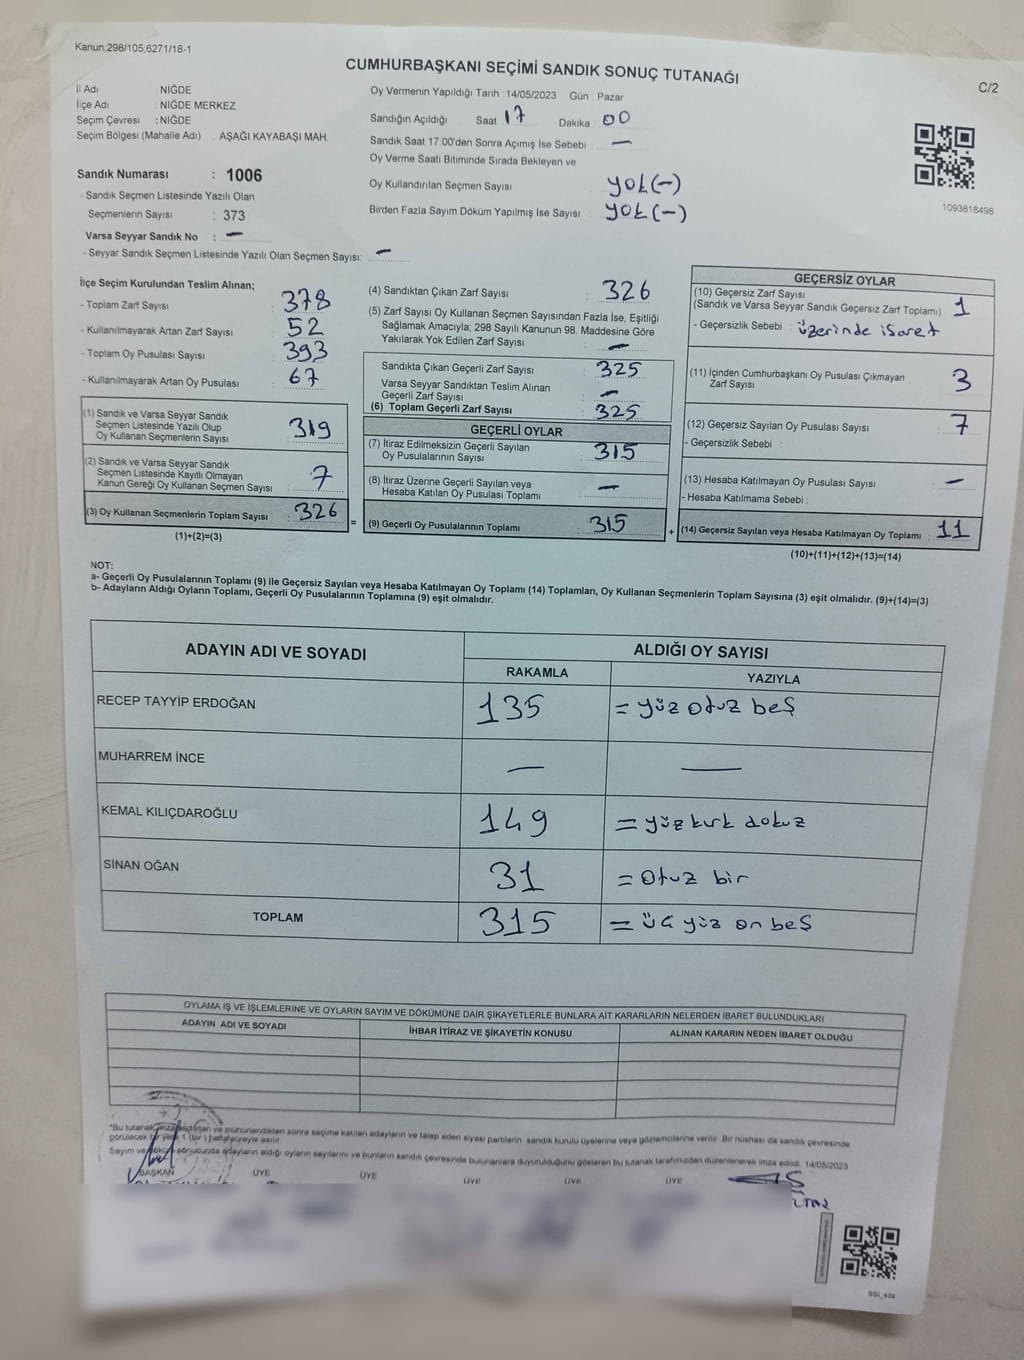 Kanun;298/105,6271/18-1
CUMHURBAŞKANI SEÇİMİ SANDIK SONUÇ TUTANAĞI
C/2
İl Adı : NİĞDE
İlçe Adı : NİĞDE MERKEZ
Seçim Çevresi : NİĞDE
Seçim Bölgesi (Mahalle Adı) : AŞAĞI KAYABAŞI MAH.
Oy Vermenin Yapıldığı Tarih : 14/05/2023 Gün : Pazar
Sandığın Açıldığı Saat 17 Dakika : 00
Sandık Saat 17:00'den Sonra Açımış İse Sebebi : —
Oy Verme Saati Bitiminde Sırada Bekleyen ve
Oy Kullandırılan Seçmen Sayısı : YOK(-)
Birden Fazla Sayım Döküm Yapılmış İse Sayısı : YOK(-)
1093818498
Sandık Numarası : 1006
- Sandık Seçmen Listesinde Yazılı Olan
Seçmenlerin Sayısı : 373
Varsa Seyyar Sandık No : —
- Seyyar Sandık Seçmen Listesinde Yazılı Olan Seçmen Sayısı: —
İlçe Seçim Kurulundan Teslim Alınan;
- Toplam Zarf Sayısı : 378
- Kullanılmayarak Artan Zarf Sayısı : 52
- Toplam Oy Pusulası Sayısı : 393
- Kullanılmayarak Artan Oy Pusulası : 67
(1) Sandık ve Varsa Seyyar Sandık
Seçmen Listesinde Yazılı Olup
Oy Kullanan Seçmenlerin Sayısı : 319
(2) Sandık ve Varsa Seyyar Sandık
Seçmen Listesinde Kayıtlı Olmayan
Kanun Gereği Oy Kullanan Seçmen Sayısı : 7
(3) Oy Kullanan Seçmenlerin Toplam Sayısı : 326
(1)+(2)=(3)
=
(4) Sandıktan Çıkan Zarf Sayısı : 326
(5) Zarf Sayısı Oy Kullanan Seçmen Sayısından Fazla İse, Eşitliği
Sağlamak Amacıyla; 298 Sayılı Kanunun 98. Maddesine Göre
Yakılarak Yok Edilen Zarf Sayısı : —
Sandıkta Çıkan Geçerli Zarf Sayısı : 325
Varsa Seyyar Sandıktan Teslim Alınan
Geçerli Zarf Sayısı : —
(6) Toplam Geçerli Zarf Sayısı : 325
GEÇERLİ OYLAR
(7) İtiraz Edilmeksizin Geçerli Sayılan
Oy Pusulalarının Sayısı : 315
(8) İtiraz Üzerine Geçerli Sayılan veya
Hesaba Katılan Oy Pusulası Toplamı : —
(9) Geçerli Oy Pusulalarının Toplamı : 315
+
GEÇERSİZ OYLAR
(10) Geçersiz Zarf Sayısı
(Sandık ve Varsa Seyyar Sandık Geçersiz Zarf Toplamı) : 1
- Geçersizlik Sebebi : üzerinde işaret
(11) İçinden Cumhurbaşkanı Oy Pusulası Çıkmayan
Zarf Sayısı : 3
(12) Geçersiz Sayılan Oy Pusulası Sayısı : 7
- Geçersizlik Sebebi :
(13) Hesaba Katılmayan Oy Pusulası Sayısı : —
- Hesaba Katılmama Sebebi :
(14) Geçersiz Sayılan veya Hesaba Katılmayan Oy Toplamı : 11
(10)+(11)+(12)+(13)=(14)
NOT:
a- Geçerli Oy Pusulalarının Toplamı (9) ile Geçersiz Sayılan veya Hesaba Katılmayan Oy Toplamı (14) Toplamları, Oy Kullanan Seçmenlerin Toplam Sayısına (3) eşit olmalıdır. (9)+(14)=(3)
b- Adayların Aldığı Oyların Toplamı, Geçerli Oy Pusulalarının Toplamına (9) eşit olmalıdır.
ADAYIN ADI VE SOYADI ALDIĞI OY SAYISI
RAKAMLA YAZIYLA
RECEP TAYYİP ERDOĞAN 135 = yüz otuz beş
MUHARREM İNCE — —
KEMAL KILIÇDAROĞLU 149 = yüz kırk dokuz
SİNAN OĞAN 31 = otuz bir
TOPLAM 315 = üç yüz on beş
OYLAMA İŞ VE İŞLEMLERİNE VE OYLARIN SAYIM VE DÖKÜMÜNE DAİR ŞİKAYETLERLE BUNLARA AİT KARARLARIN NELERDEN İBARET BULUNDUKLARI
ADAYIN ADI VE SOYADI İHBAR İTİRAZ VE ŞİKAYETİN KONUSU ALINAN KARARIN NEDEN İBARET OLDUĞU
*Bu tutanak imzalandıktan ve mühürlendikten sonra seçime katılan adayların ve talep eden siyasi partilerin sandık kurulu üyelerine veya gözlemcilerine verilir. Bir nüshası da sandık çevresinde
görülecek bir yere 1 (bir ) hafta süreyle asılır.
Sayım ve döküm sonucunda adayların aldığı oyların sayılarını ve bunların sandık çevresinde bulunanlara duyurulduğunu gösteren bu tutanak tarafımızdan düzenlenerek imza edildi. 14/05/2023
BAŞKAN ÜYE ÜYE ÜYE ÜYE ÜYE